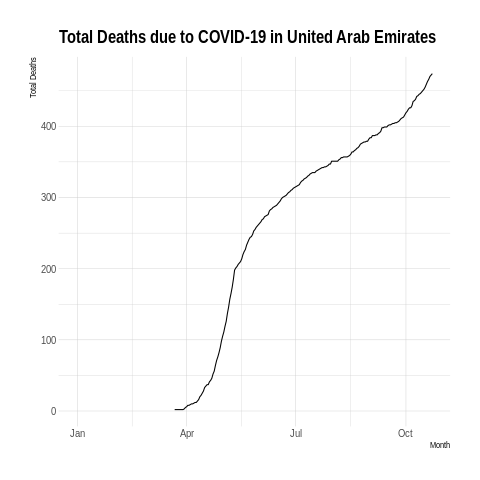 Total Deaths due to COVID-19 in United Arab Emirates
Total Deaths
400
300
200
100
0
Jan Apr Jul Oct
Month